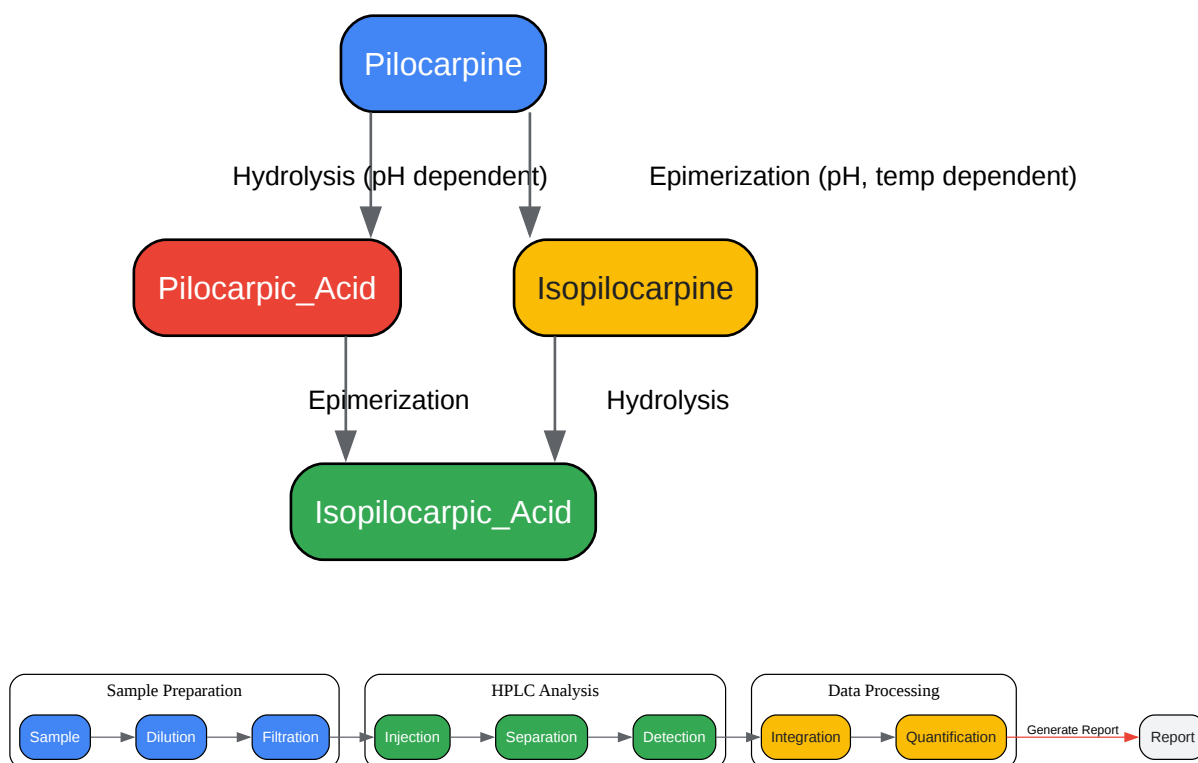 Pilocarpine
Hydrolysis (pH dependent)
Epimerization (pH, temp dependent)
Pilocarpic_Acid
Isopilocarpine
Epimerization
Hydrolysis
Isopilocarpic_Acid
Sample Preparation
HPLC Analysis
Data Processing
Sample
Dilution
Filtration
Injection
Separation
Detection
Integration
Quantification
Generate Report
Report